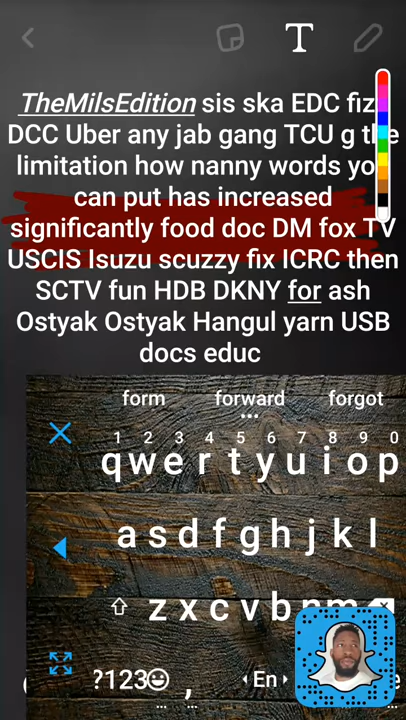 T
TheMilsEdition sis ska EDC fiz
DCC Uber any jab gang TCU g the
limitation how nanny words you
can put has increased
significantly food doc DM fox TV
USCIS Isuzu scuzzy fix ICRC then
SCTV fun HDB DKNY for ash
Ostyak Ostyak Hangul yarn USB
docs educ
form forward forgot
1 2 3 4 5 6 7 8 9 0
q w e r t y u i o p
a s d f g h j k l
z x c v b n m
?123 , En